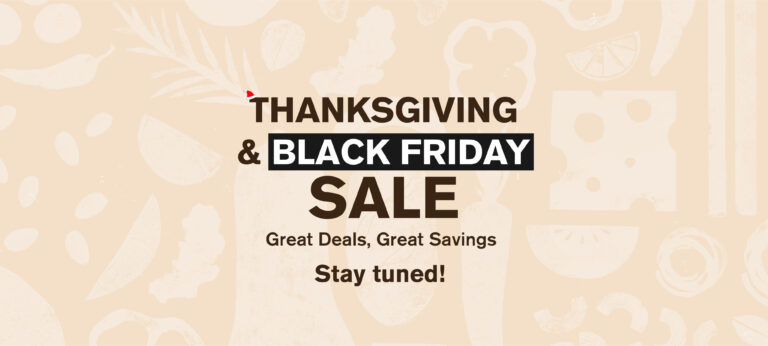 THANKSGIVING
& BLACK FRIDAY
SALE
Great Deals, Great Savings
Stay tuned!